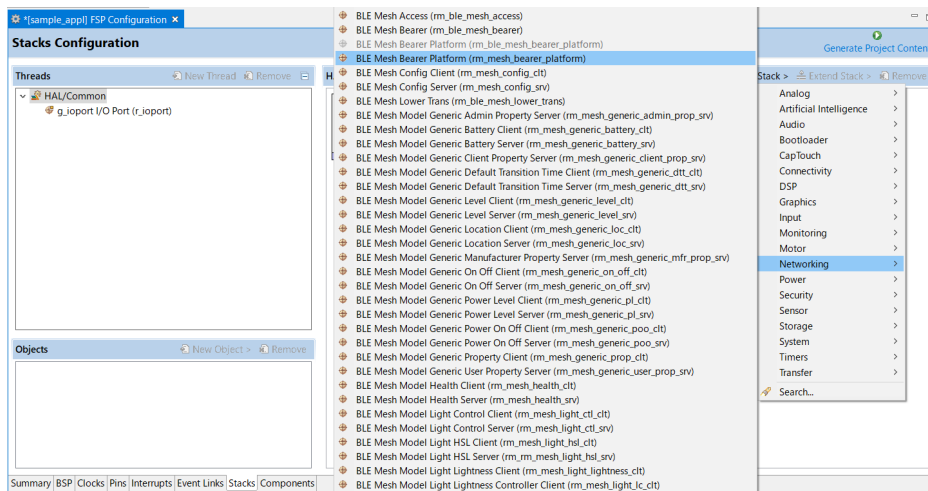 *[sample_appl] FSP Configuration
Stacks Configuration
Generate Project Conten
Threads
New Thread
Remove
HAL/Common
g_ioport I/O Port (r_ioport)
Objects
New Object >
Remove
H
BLE Mesh Access (rm_ble_mesh_access)
BLE Mesh Bearer (rm_ble_mesh_bearer)
BLE Mesh Bearer Platform (rm_ble_mesh_bearer_platform)
BLE Mesh Bearer Platform (rm_mesh_bearer_platform)
BLE Mesh Config Client (rm_mesh_config_clt)
BLE Mesh Config Server (rm_mesh_config_srv)
BLE Mesh Lower Trans (rm_ble_mesh_lower_trans)
BLE Mesh Model Generic Admin Property Server (rm_mesh_generic_admin_prop_srv)
BLE Mesh Model Generic Battery Client (rm_mesh_generic_battery_clt)
BLE Mesh Model Generic Battery Server (rm_mesh_generic_battery_srv)
BLE Mesh Model Generic Client Property Server (rm_mesh_generic_client_prop_srv)
BLE Mesh Model Generic Default Transition Time Client (rm_mesh_generic_dtt_clt)
BLE Mesh Model Generic Default Transition Time Server (rm_mesh_generic_dtt_srv)
BLE Mesh Model Generic Level Client (rm_mesh_generic_level_clt)
BLE Mesh Model Generic Level Server (rm_mesh_generic_level_srv)
BLE Mesh Model Generic Location Client (rm_mesh_generic_loc_clt)
BLE Mesh Model Generic Location Server (rm_mesh_generic_loc_srv)
BLE Mesh Model Generic Manufacturer Property Server (rm_mesh_generic_mfr_prop_srv)
BLE Mesh Model Generic On Off Client (rm_mesh_generic_on_off_clt)
BLE Mesh Model Generic On Off Server (rm_mesh_generic_on_off_srv)
BLE Mesh Model Generic Power Level Client (rm_mesh_generic_pl_clt)
BLE Mesh Model Generic Power Level Server (rm_mesh_generic_pl_srv)
BLE Mesh Model Generic Power On Off Client (rm_mesh_generic_poo_clt)
BLE Mesh Model Generic Power On Off Server (rm_mesh_generic_poo_srv)
BLE Mesh Model Generic Property Client (rm_mesh_generic_prop_clt)
BLE Mesh Model Generic User Property Server (rm_mesh_generic_user_prop_srv)
BLE Mesh Model Health Client (rm_mesh_health_clt)
BLE Mesh Model Health Server (rm_mesh_health_srv)
BLE Mesh Model Light Control Client (rm_mesh_light_ctl_clt)
BLE Mesh Model Light Control Server (rm_mesh_light_ctl_srv)
BLE Mesh Model Light HSL Client (rm_mesh_light_hsl_clt)
BLE Mesh Model Light HSL Server (rm_rm_mesh_light_hsl_srv)
BLE Mesh Model Light Lightness Client (rm_mesh_light_lightness_clt)
BLE Mesh Model Light Lightness Controller Client (rm_mesh_light_lc_clt)
Stack > Extend Stack > Remove
Analog >
Artificial Intelligence >
Audio >
Bootloader >
CapTouch >
Connectivity >
DSP >
Graphics >
Input >
Monitoring >
Motor >
Networking >
Power >
Security >
Sensor >
Storage >
System >
Timers >
Transfer >
Search...
Summary BSP Clocks Pins Interrupts Event Links Stacks Components